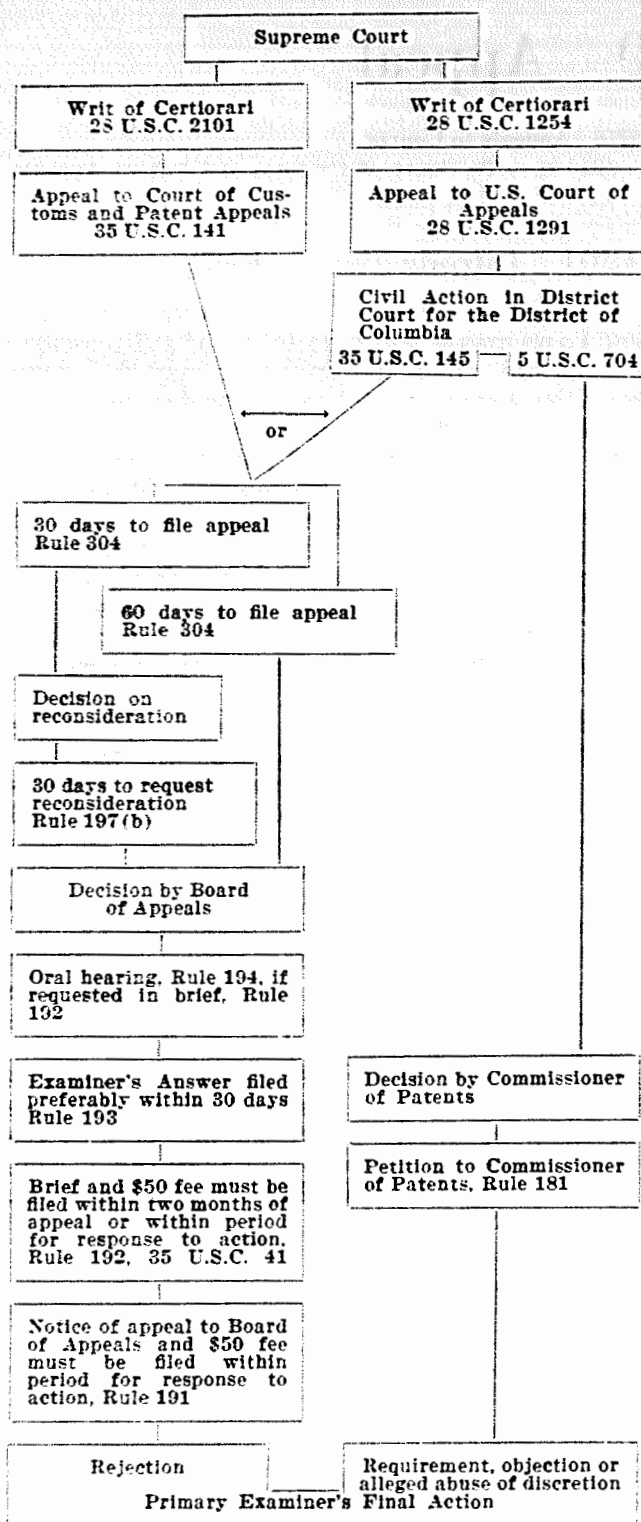 Supreme Court
Writ of Certiorari
28 U.S.C. 2101
Writ of Certiorari
28 U.S.C. 1254
Appeal to Court of Cus-
toms and Patent Appeals
35 U.S.C. 141
Appeal to U.S. Court of
Appeals
28 U.S.C. 1291
Civil Action in District
Court for the District of
Columbia
35 U.S.C. 145
5 U.S.C. 704
or
30 days to file appeal
Rule 304
60 days to file appeal
Rule 304
Decision on
reconsideration
30 days to request
reconsideration
Rule 197(b)
Decision by Board
of Appeals
Oral hearing, Rule 194, if
requested in brief, Rule
192
Examiner's Answer filed
preferably within 30 days
Rule 193
Decision by Commissioner
of Patents
Brief and $50 fee must be
filed within two months of
appeal or within period
for response to action,
Rule 192, 35 U.S.C. 41
Petition to Commissioner
of Patents, Rule 181
Notice of appeal to Board
of Appeals and $50 fee
must be filed within
period for response to
action, Rule 191
Rejection
Requirement, objection or
alleged abuse of discretion
Primary Examiner's Final Action